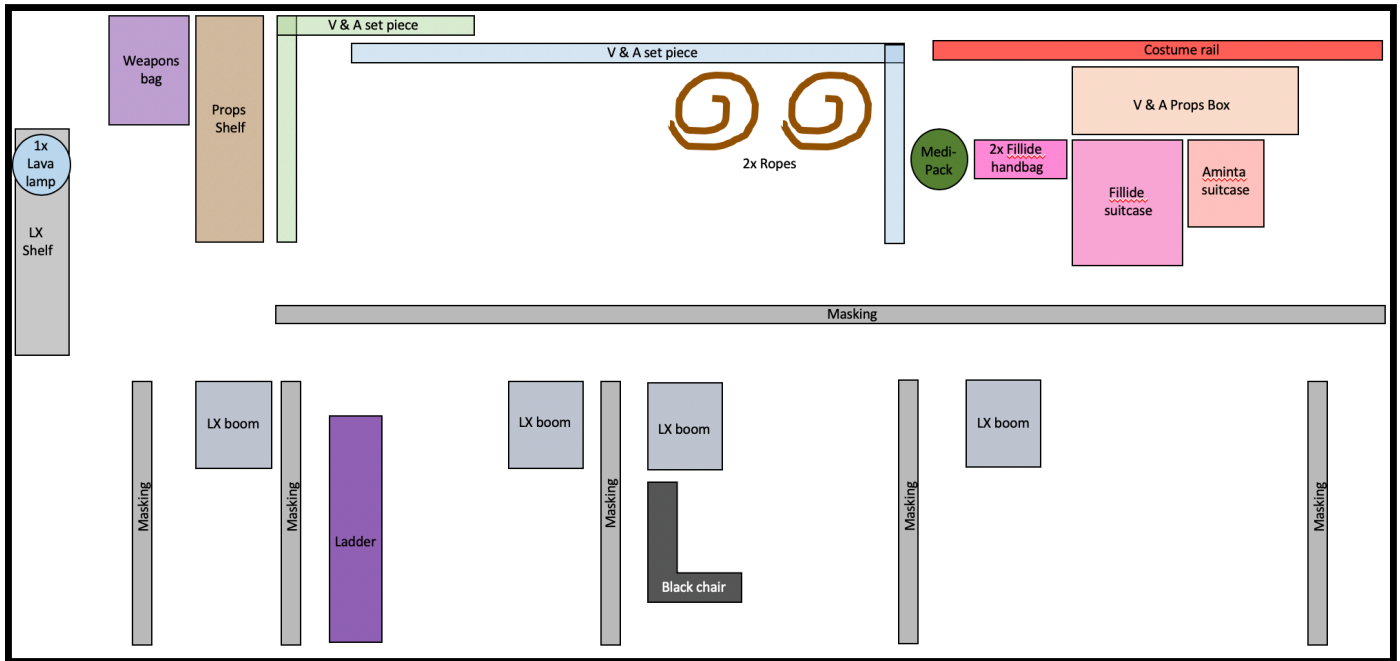 V & A set piece
V & A set piece
Costume rail
Weapons
bag
Props
Shelf
V & A Props Box
1x
Lava
lamp
LX
Shelf
2x Ropes
Medi-
Pack
2x Fillide
handbag
Fillide
suitcase
Aminta
suitcase
Masking
LX boom
LX boom
LX boom
LX boom
Masking
Masking
Masking
Masking
Masking
Ladder
Black chair